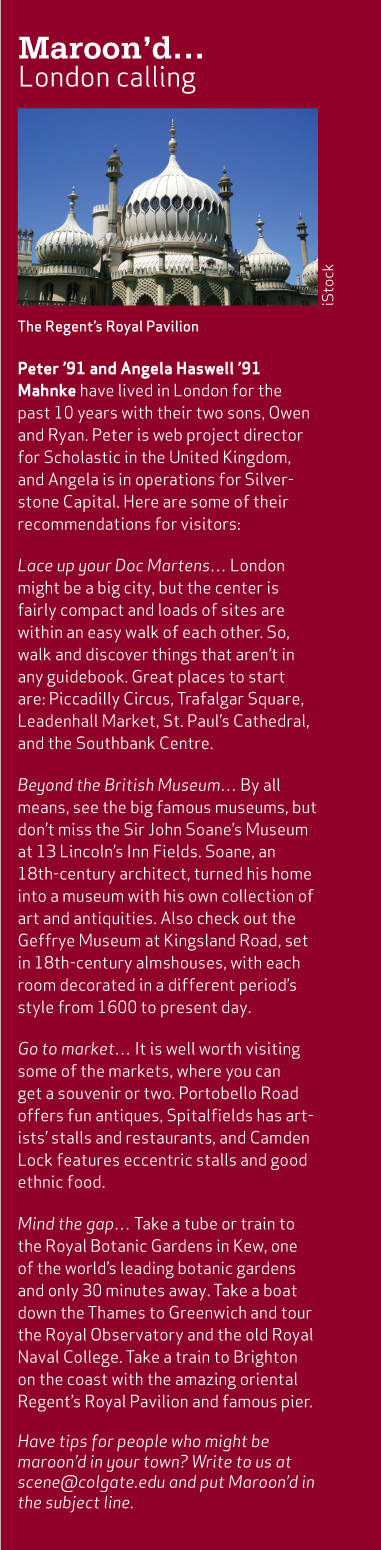 Maroon’d…
London calling
iStock
The Regent’s Royal Pavilion
Peter ’91 and Angela Haswell ’91
Mahnke have lived in London for the
past 10 years with their two sons, Owen
and Ryan. Peter is web project director
for Scholastic in the United Kingdom,
and Angela is in operations for Silver-
stone Capital. Here are some of their
recommendations for visitors:
Lace up your Doc Martens… London
might be a big city, but the center is
fairly compact and loads of sites are
within an easy walk of each other. So,
walk and discover things that aren’t in
any guidebook. Great places to start
are: Piccadilly Circus, Trafalgar Square,
Leadenhall Market, St. Paul’s Cathedral,
and the Southbank Centre.
Beyond the British Museum… By all
means, see the big famous museums, but
don’t miss the Sir John Soane’s Museum
at 13 Lincoln’s Inn Fields. Soane, an
18th-century architect, turned his home
into a museum with his own collection of
art and antiquities. Also check out the
Geffrye Museum at Kingsland Road, set
in 18th-century almshouses, with each
room decorated in a different period’s
style from 1600 to present day.
Go to market… It is well worth visiting
some of the markets, where you can
get a souvenir or two. Portobello Road
offers fun antiques, Spitalfields has art-
ists’ stalls and restaurants, and Camden
Lock features eccentric stalls and good
ethnic food.
Mind the gap… Take a tube or train to
the Royal Botanic Gardens in Kew, one
of the world’s leading botanic gardens
and only 30 minutes away. Take a boat
down the Thames to Greenwich and tour
the Royal Observatory and the old Royal
Naval College. Take a train to Brighton
on the coast with the amazing oriental
Regent’s Royal Pavilion and famous pier.
Have tips for people who might be
maroon’d in your town? Write to us at
scene@colgate.edu and put Maroon’d in
the subject line.